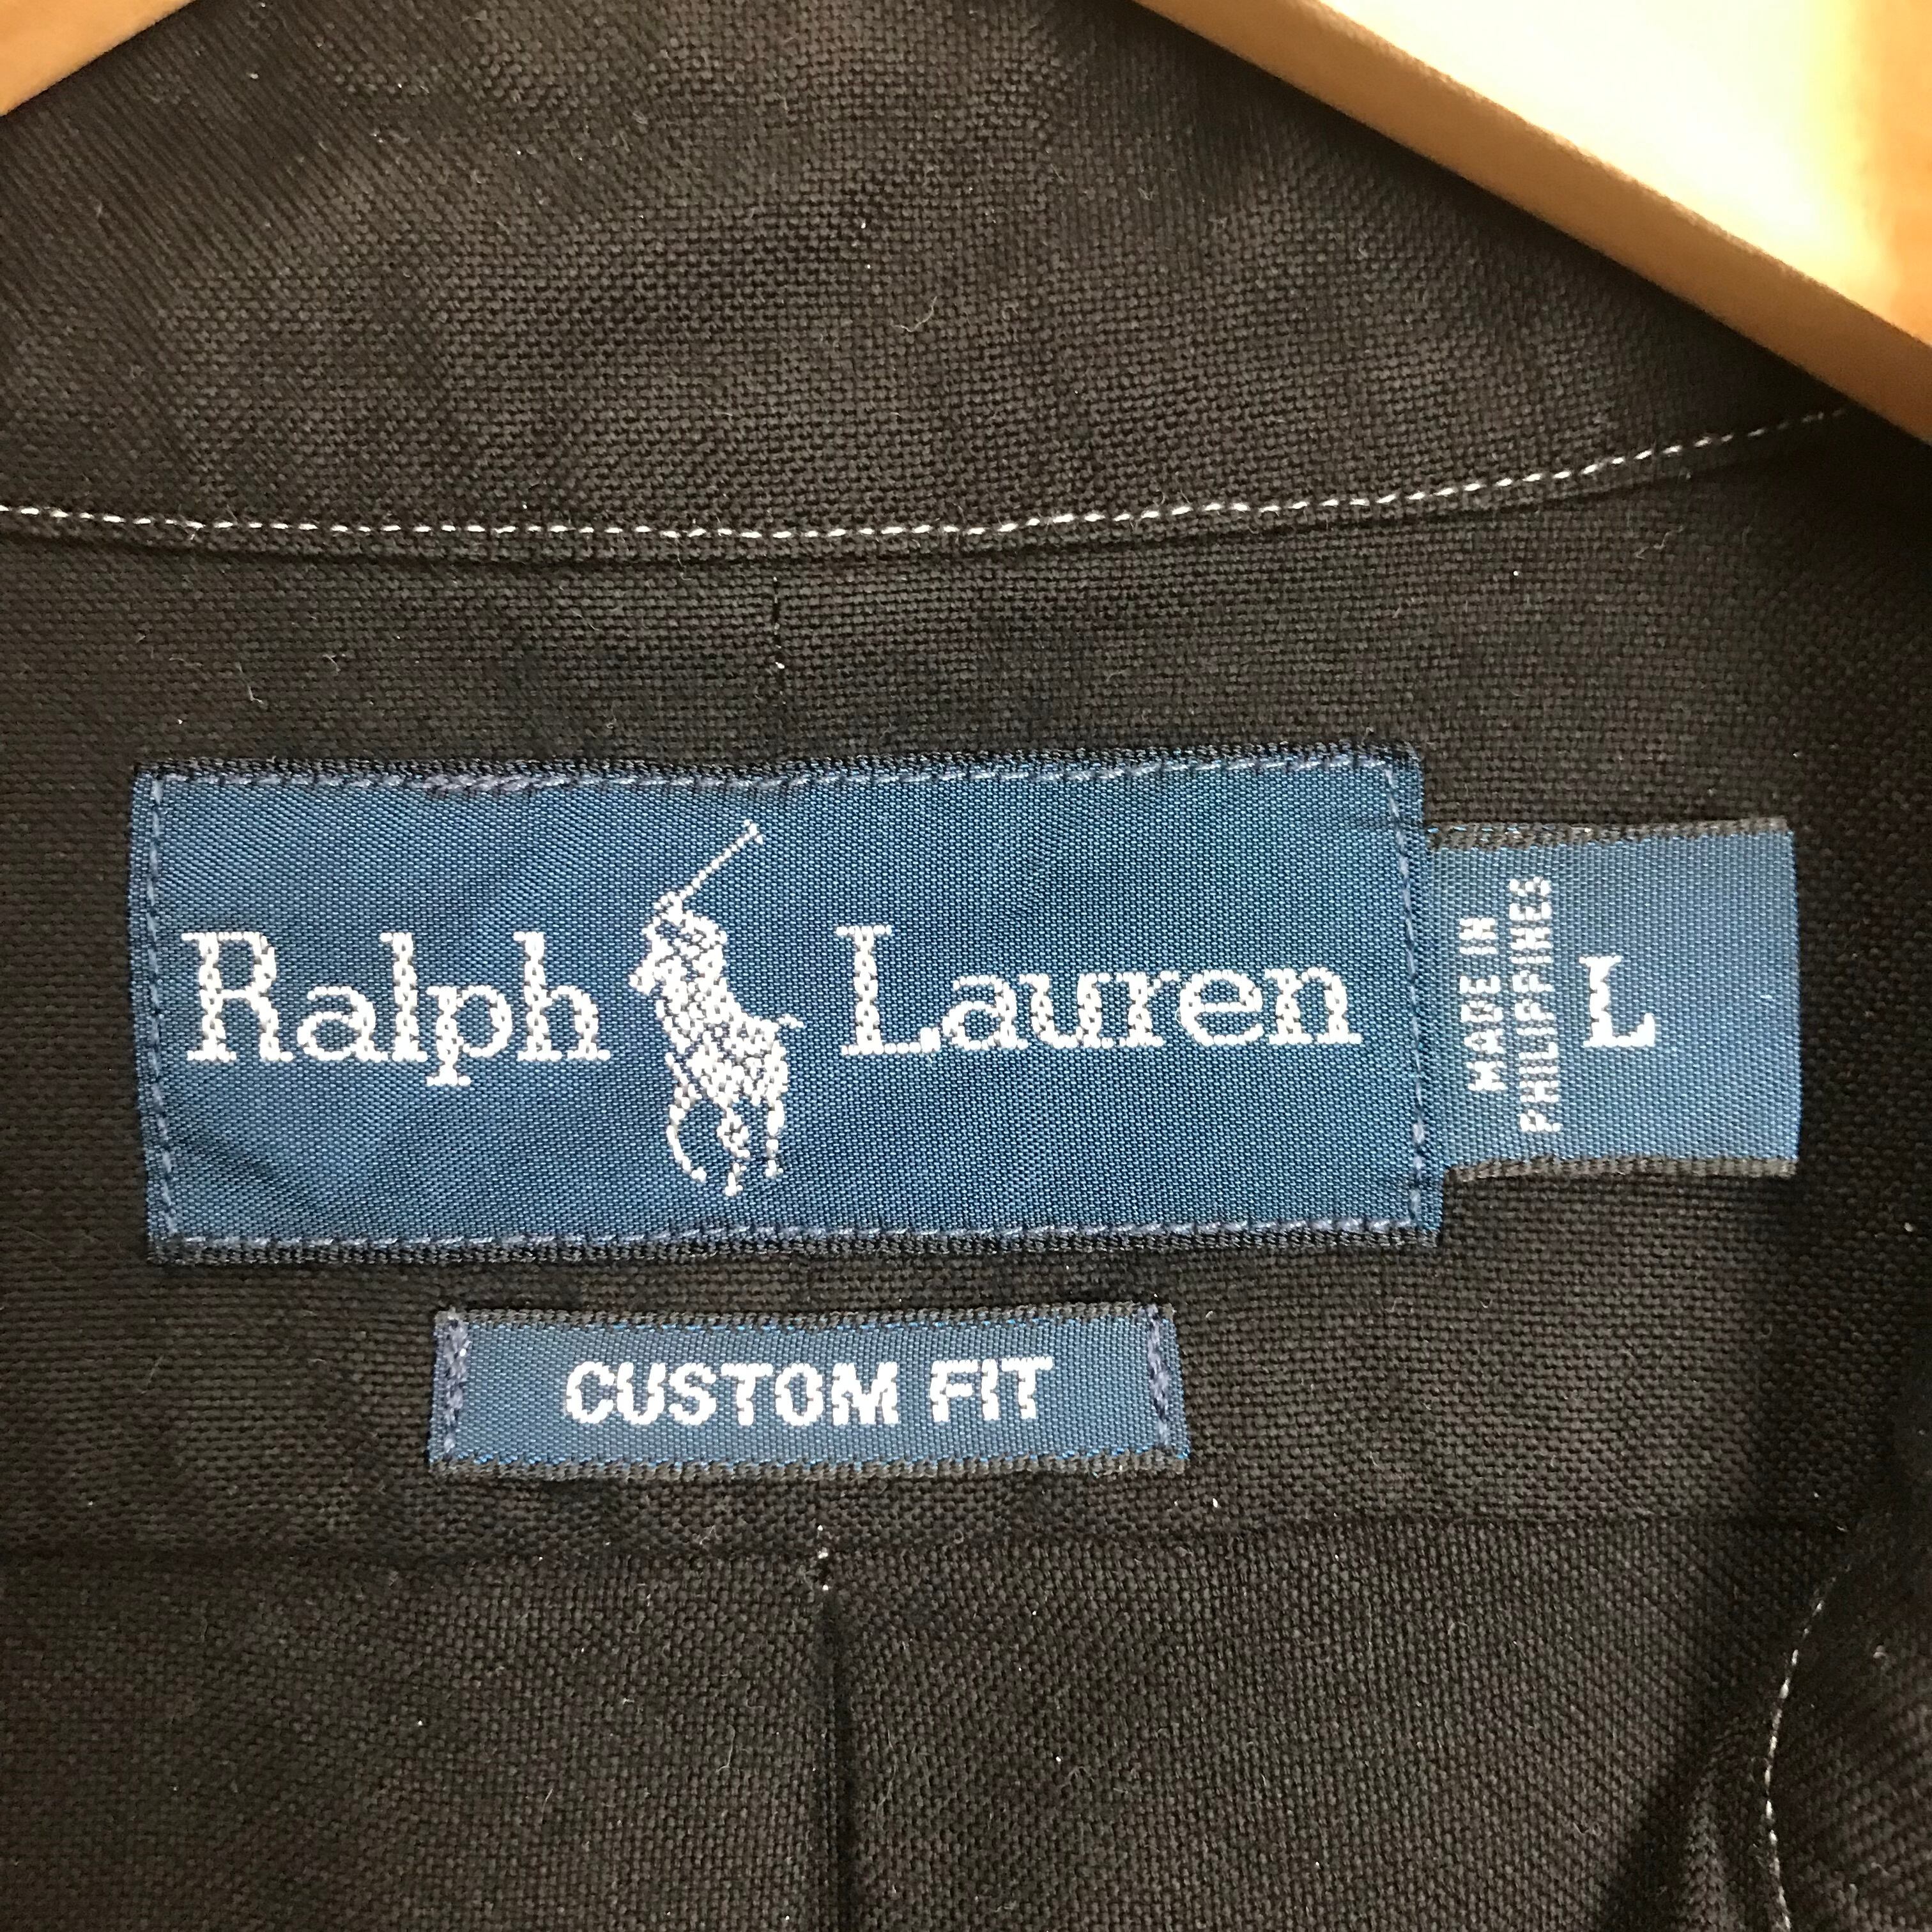 Ralph Lauren
MADE IN
PHILIPPINES
L
CUSTOM FIT